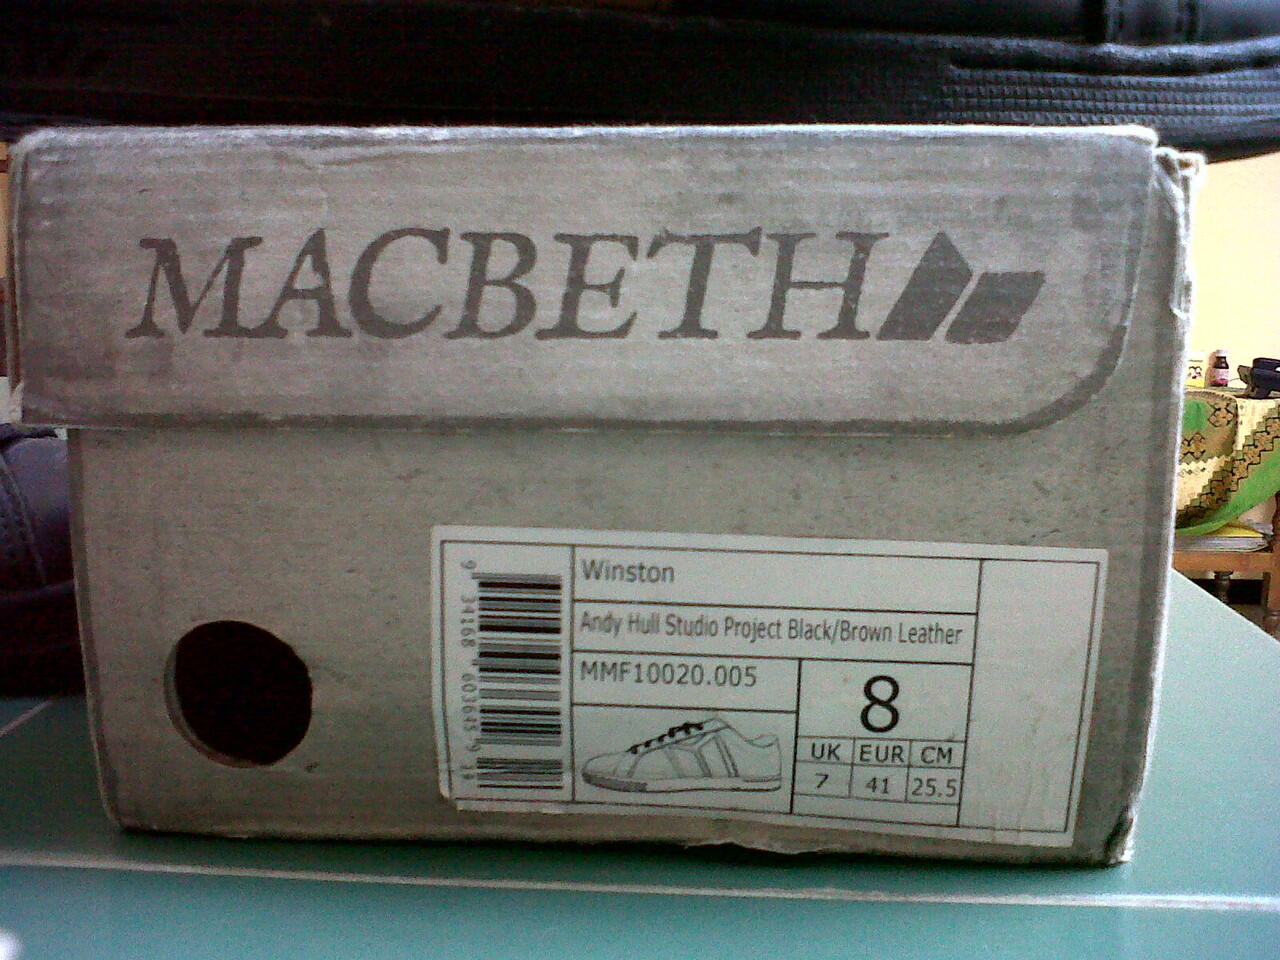 MACBETH
Winston
Andy Hull Studio Project Black/Brown Leather
MMF10020.005
8
UK EUR CM
7 41 25.5